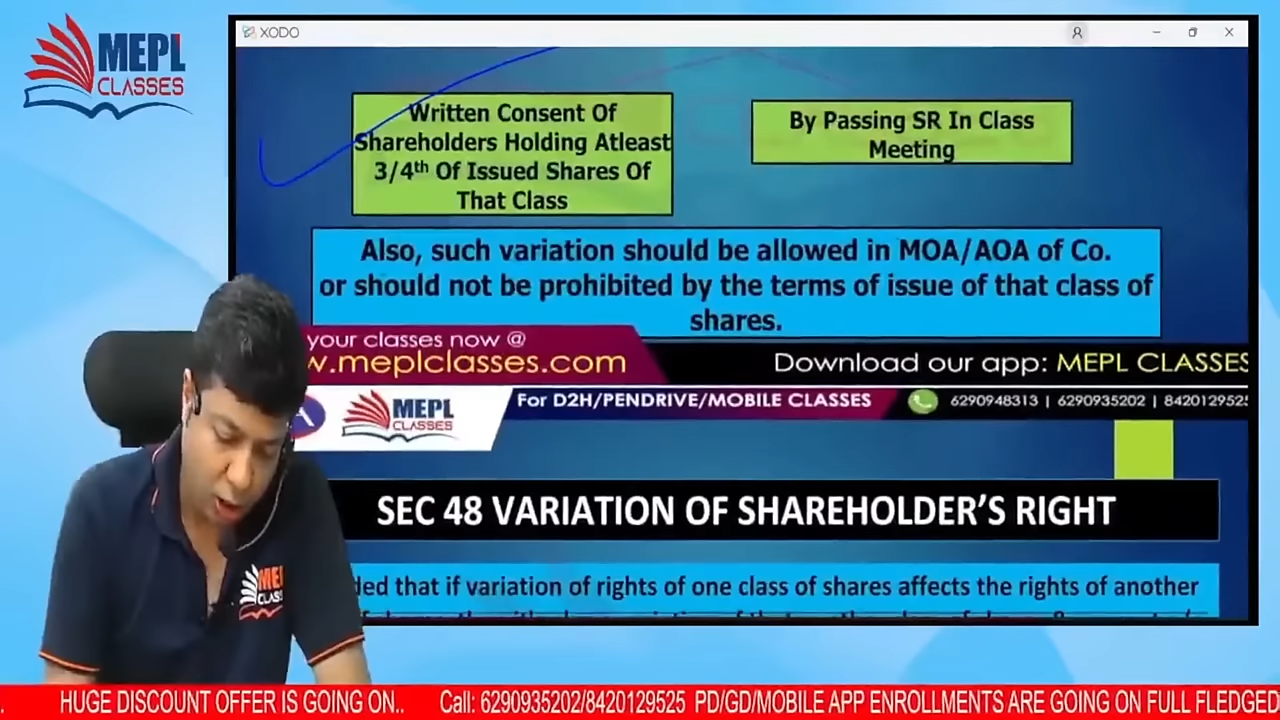 MEPL
CLASSES
XODO
Written Consent Of
Shareholders Holding Atleast
3/4th Of Issued Shares Of
That Class
By Passing SR In Class
Meeting
Also, such variation should be allowed in MOA/AOA of Co.
or should not be prohibited by the terms of issue of that class of
shares.
your classes now @
w.meplclasses.com
Download our app: MEPL CLASSES
A
MEPL
CLASSES
For D2H/PENDRIVE/MOBILE CLASSES
6290948313 | 6290935202 | 8420129525
SEC 48 VARIATION OF SHAREHOLDER'S RIGHT
ded that if variation of rights of one class of shares affects the rights of another
MEPL
CLASS
HUGE DISCOUNT OFFER IS GOING ON.. Call: 6290935202/8420129525 PD/GD/MOBILE APP ENROLLMENTS ARE GOING ON FULL FLEDGED